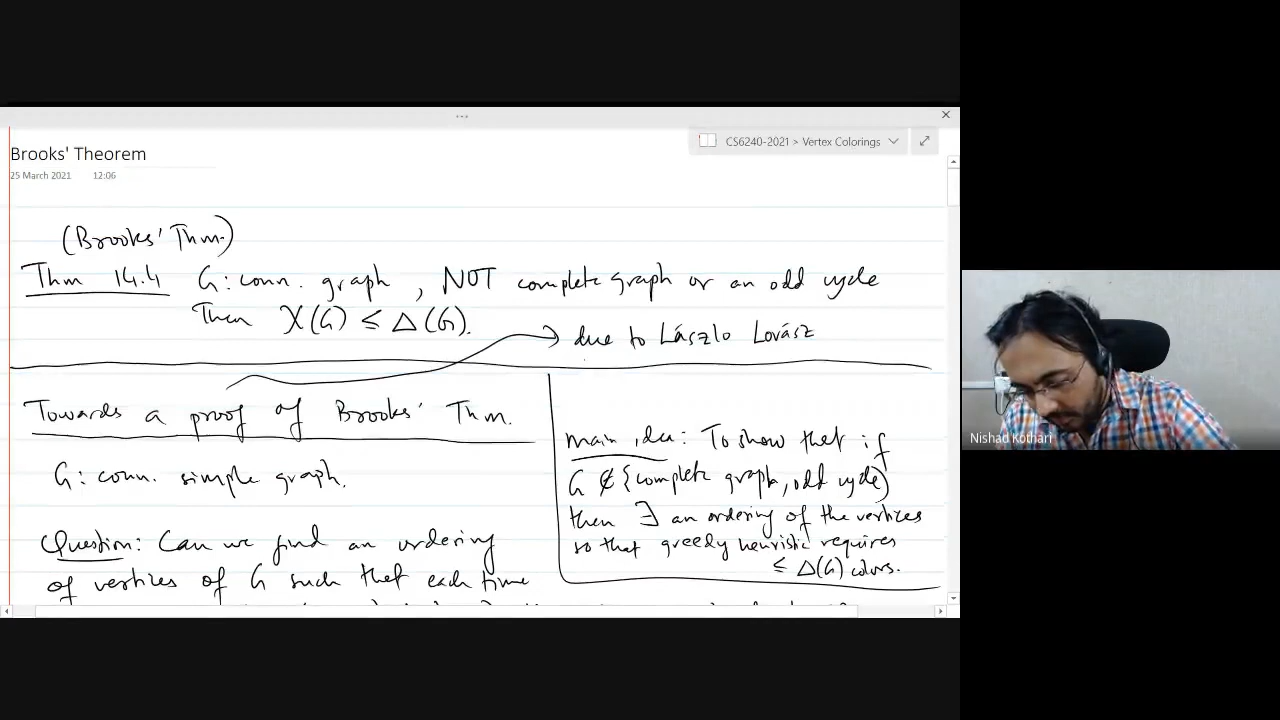 CS6240-2021 > Vertex Colorings
Brooks' Theorem
25 March 2021 12:06
(Brooks' Thm.)
Thm 14.4 G: conn. graph, NOT complete graph or an odd cycle
Then χ(G) ≤ Δ(G).
due to László Lovász
Towards a proof of Brooks' Thm.
G: conn. simple graph.
Question: Can we find an ordering
of vertices of G such that each time
main idea: To show that if
G ∉ {complete graph, odd cycle}
then ∃ an ordering of the vertices
so that greedy heuristic requires
≤ Δ(G) colors.
Nishad Kothari